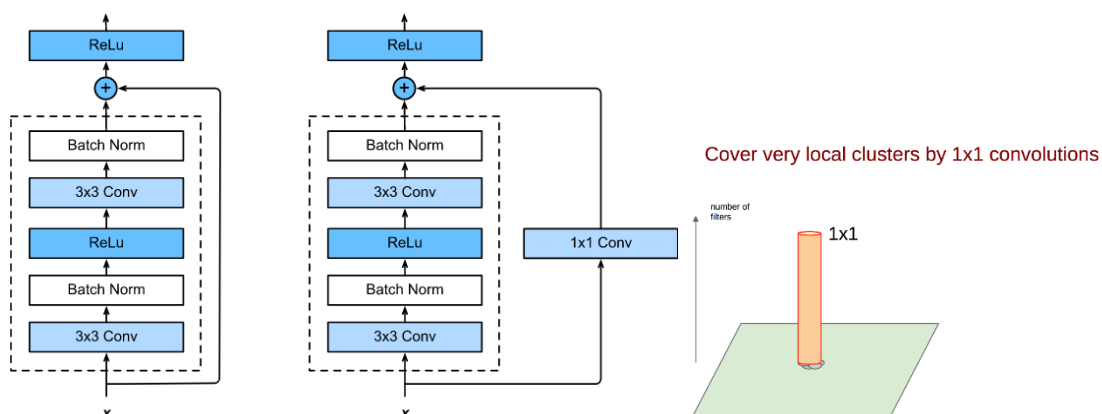 ReLu
+
Batch Norm
3x3 Conv
ReLu
Batch Norm
3x3 Conv
x
ReLu
+
Batch Norm
3x3 Conv
ReLu
Batch Norm
3x3 Conv
1x1 Conv
x
Cover very local clusters by 1x1 convolutions
number of
filters
1x1